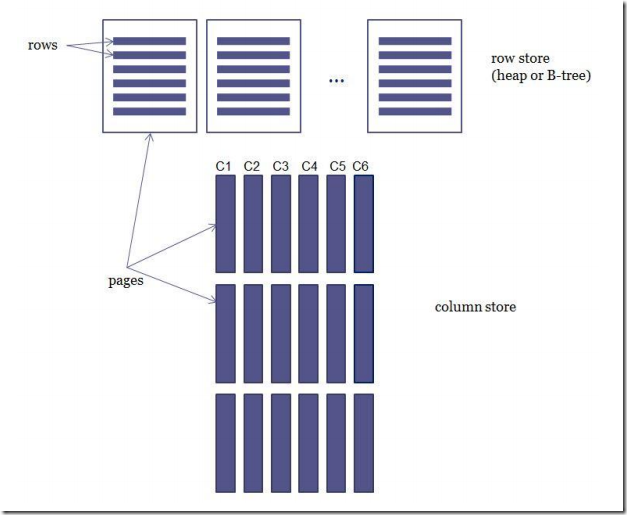 rows
row store
(heap or B-tree)
...
C1 C2 C3 C4 C5 C6
pages
column store